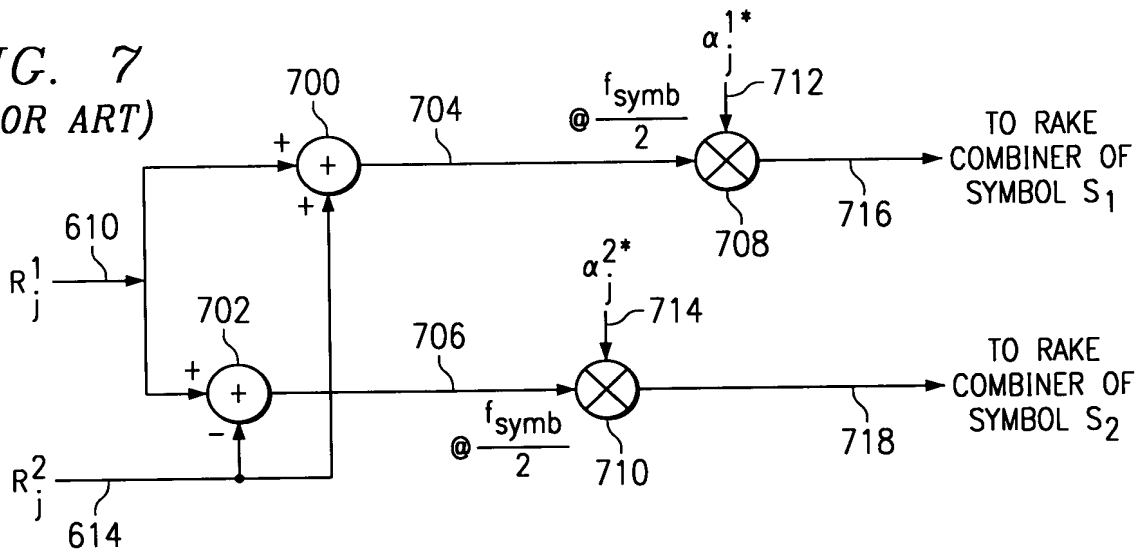 IG. 7
OR ART)
700
704
@ f_symb/2
α_j^1*
712
TO RAKE
COMBINER OF
SYMBOL S_1
+
+
+
708
716
610
R_j^1
702
706
α_j^2*
714
TO RAKE
COMBINER OF
SYMBOL S_2
+
+
-
@ f_symb/2
710
718
R_j^2
614